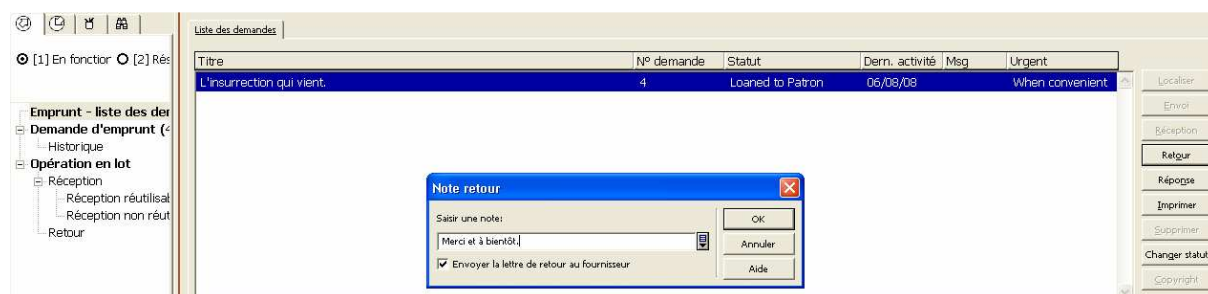 Liste des demandes
[1] En fonction [2] Rés
Titre N° demande Statut Dern. activité Msg Urgent
L'insurrection qui vient. 4 Loaned to Patron 06/08/08 When convenient
Localiser
Envoi
Réception
Retour
Réponse
Imprimer
Supprimer
Changer statut
Copyright
Emprunt - liste des der
Demande d'emprunt (4
Historique
Opération en lot
Réception
Réception réutilisat
Réception non réut
Retour
Note retour
Saisir une note:
Merci et à bientôt.
Envoyer la lettre de retour au fournisseur
OK
Annuler
Aide